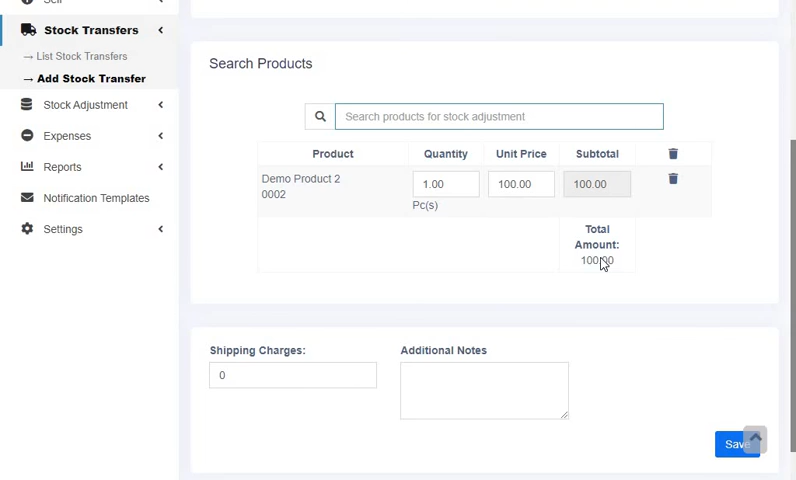 Stock Transfers
→ List Stock Transfers
→ Add Stock Transfer
Stock Adjustment
Expenses
Reports
Notification Templates
Settings
Search Products
Search products for stock adjustment
Product Quantity Unit Price Subtotal
Demo Product 2 1.00 100.00 100.00
0002 Pc(s)
Total
Amount:
100.00
Shipping Charges: Additional Notes
0
Save